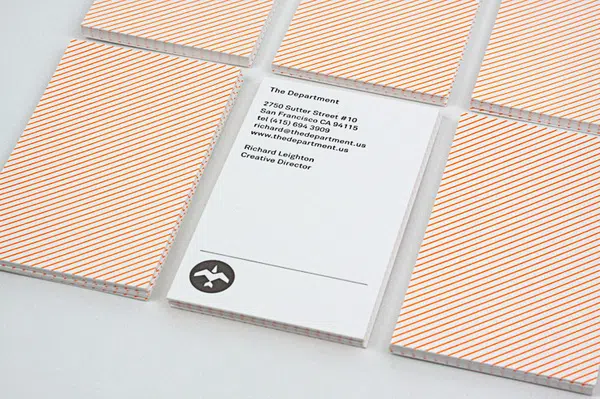 The Department
2750 Sutter Street #10
San Francisco CA 94115
tel (415) 694 3909
richard@thedepartment.us
www.thedepartment.us
Richard Leighton
Creative Director